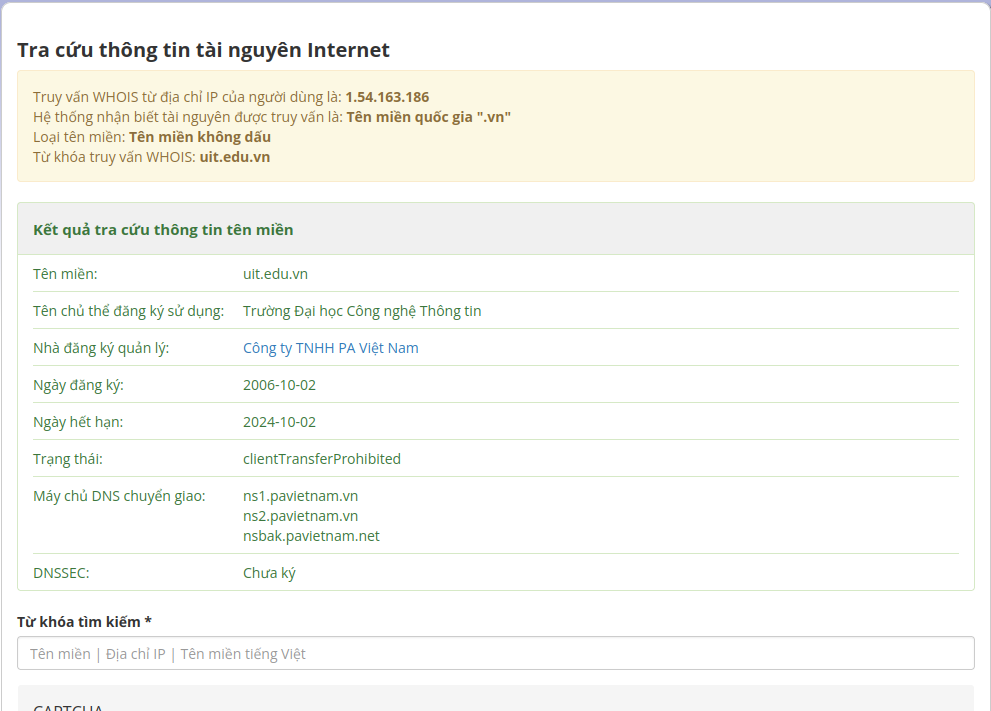 Tra cứu thông tin tài nguyên Internet
Truy vấn WHOIS từ địa chỉ IP của người dùng là: 1.54.163.186
Hệ thống nhận biết tài nguyên được truy vấn là: Tên miền quốc gia ".vn"
Loại tên miền: Tên miền không dấu
Từ khóa truy vấn WHOIS: uit.edu.vn
Kết quả tra cứu thông tin tên miền
Tên miền: uit.edu.vn
Tên chủ thể đăng ký sử dụng: Trường Đại học Công nghệ Thông tin
Nhà đăng ký quản lý: Công ty TNHH PA Việt Nam
Ngày đăng ký: 2006-10-02
Ngày hết hạn: 2024-10-02
Trạng thái: clientTransferProhibited
Máy chủ DNS chuyển giao: ns1.pavietnam.vn
ns2.pavietnam.vn
nsbak.pavietnam.net
DNSSEC: Chưa ký
Từ khóa tìm kiếm *
Tên miền | Địa chỉ IP | Tên miền tiếng Việt
CAPTCHA